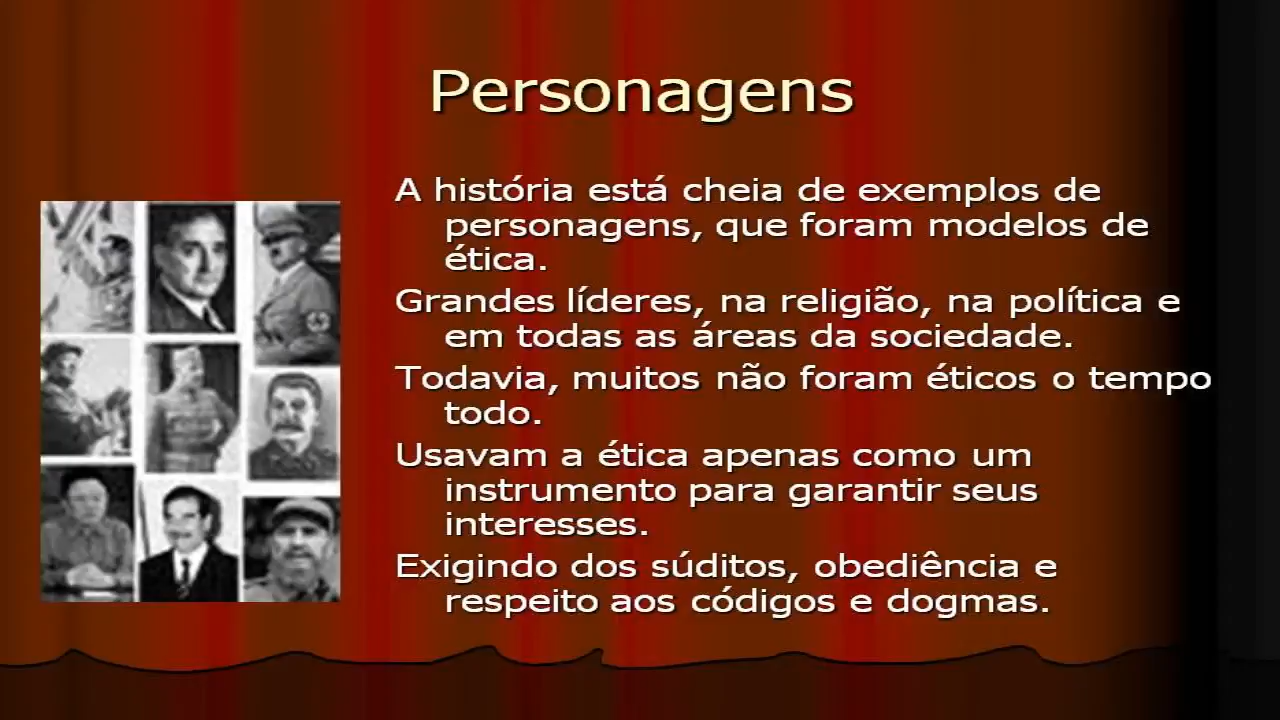 Personagens
A história está cheia de exemplos de
personagens, que foram modelos de
ética.
Grandes líderes, na religião, na política e
em todas as áreas da sociedade.
Todavia, muitos não foram éticos o tempo
todo.
Usavam a ética apenas como um
instrumento para garantir seus
interesses.
Exigindo dos súditos, obediência e
respeito aos códigos e dogmas.